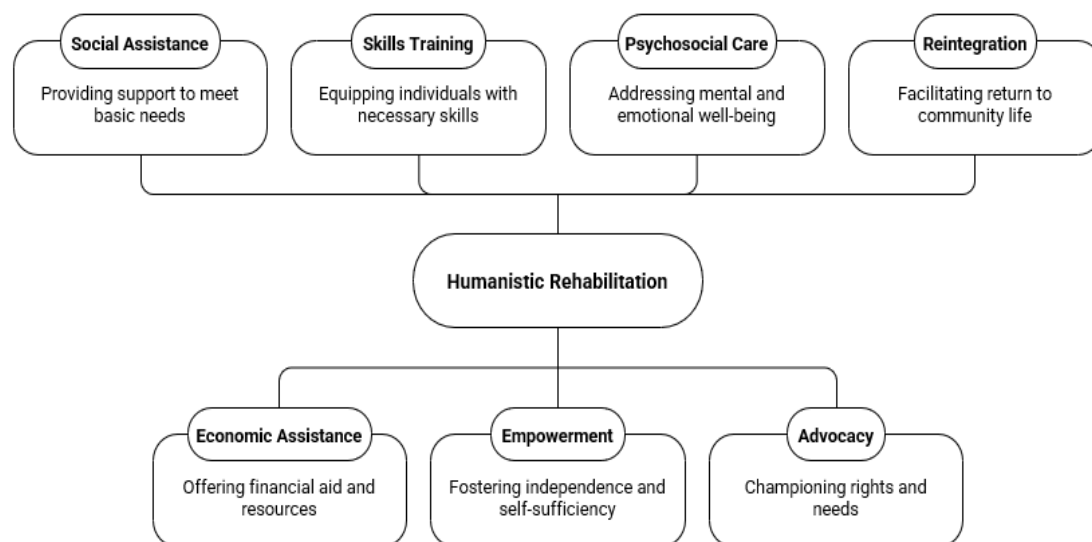 Social Assistance
Providing support to meet
basic needs
Skills Training
Equipping individuals with
necessary skills
Psychosocial Care
Addressing mental and
emotional well-being
Reintegration
Facilitating return to
community life
Humanistic Rehabilitation
Economic Assistance
Offering financial aid and
resources
Empowerment
Fostering independence and
self-sufficiency
Advocacy
Championing rights and
needs